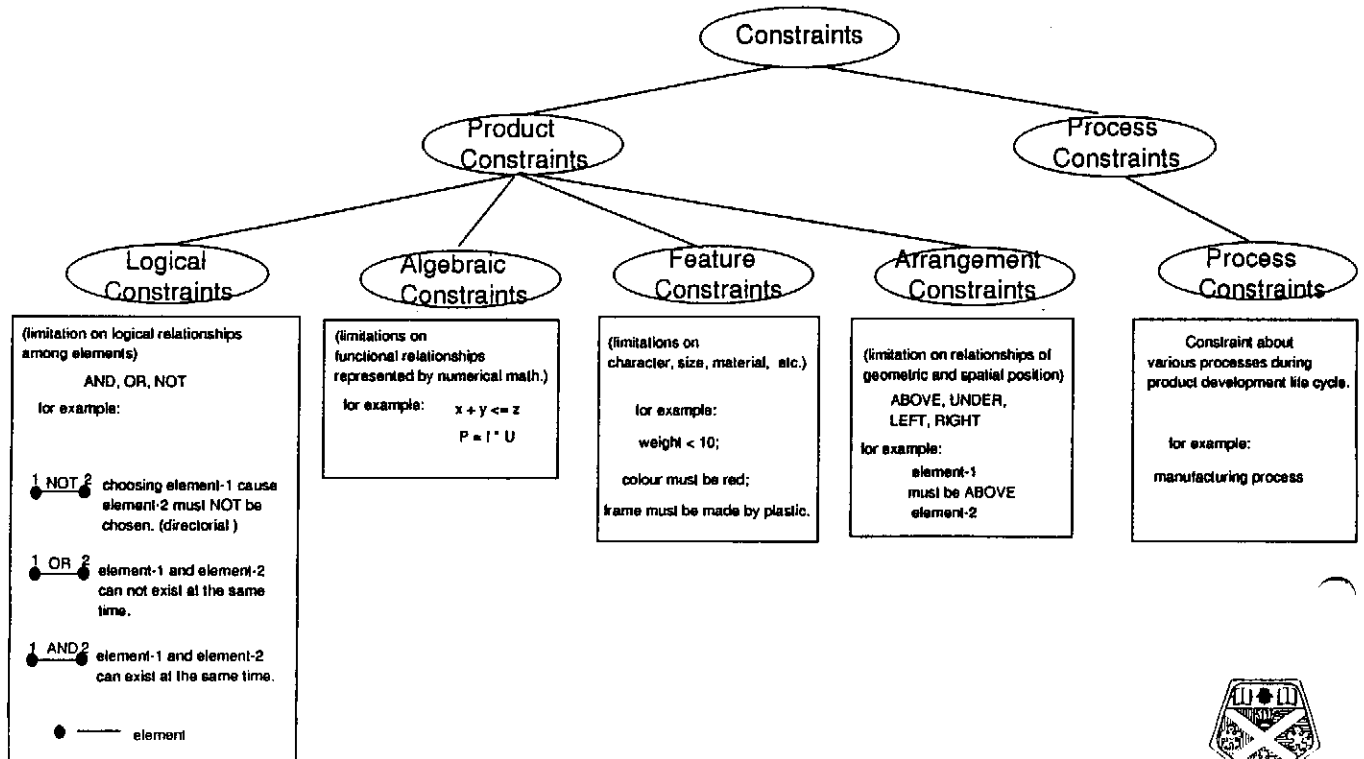 Constraints
Product
Constraints
Process
Constraints
Logical
Constraints
Algebraic
Constraints
Feature
Constraints
Arrangement
Constraints
Process
Constraints
(limitation on logical relationships
among elements)
AND, OR, NOT
for example:
1 NOT 2 choosing element-1 cause
element-2 must NOT be
chosen. (directorial )
1 OR 2 element-1 and element-2
can not exist at the same
time.
1 AND 2 element-1 and element-2
can exist at the same time.
element
(limitations on
functional relationships
represented by numerical math.)
for example: x + y <= z
P = I * U
(limitations on
character, size, material, etc.)
for example:
weight < 10;
colour must be red;
frame must be made by plastic.
(limitation on relationships of
geometric and spatial position)
ABOVE, UNDER,
LEFT, RIGHT
for example:
element-1
must be ABOVE
element-2
Constraint about
various processes during
product development life cycle.
for example:
manufacturing process